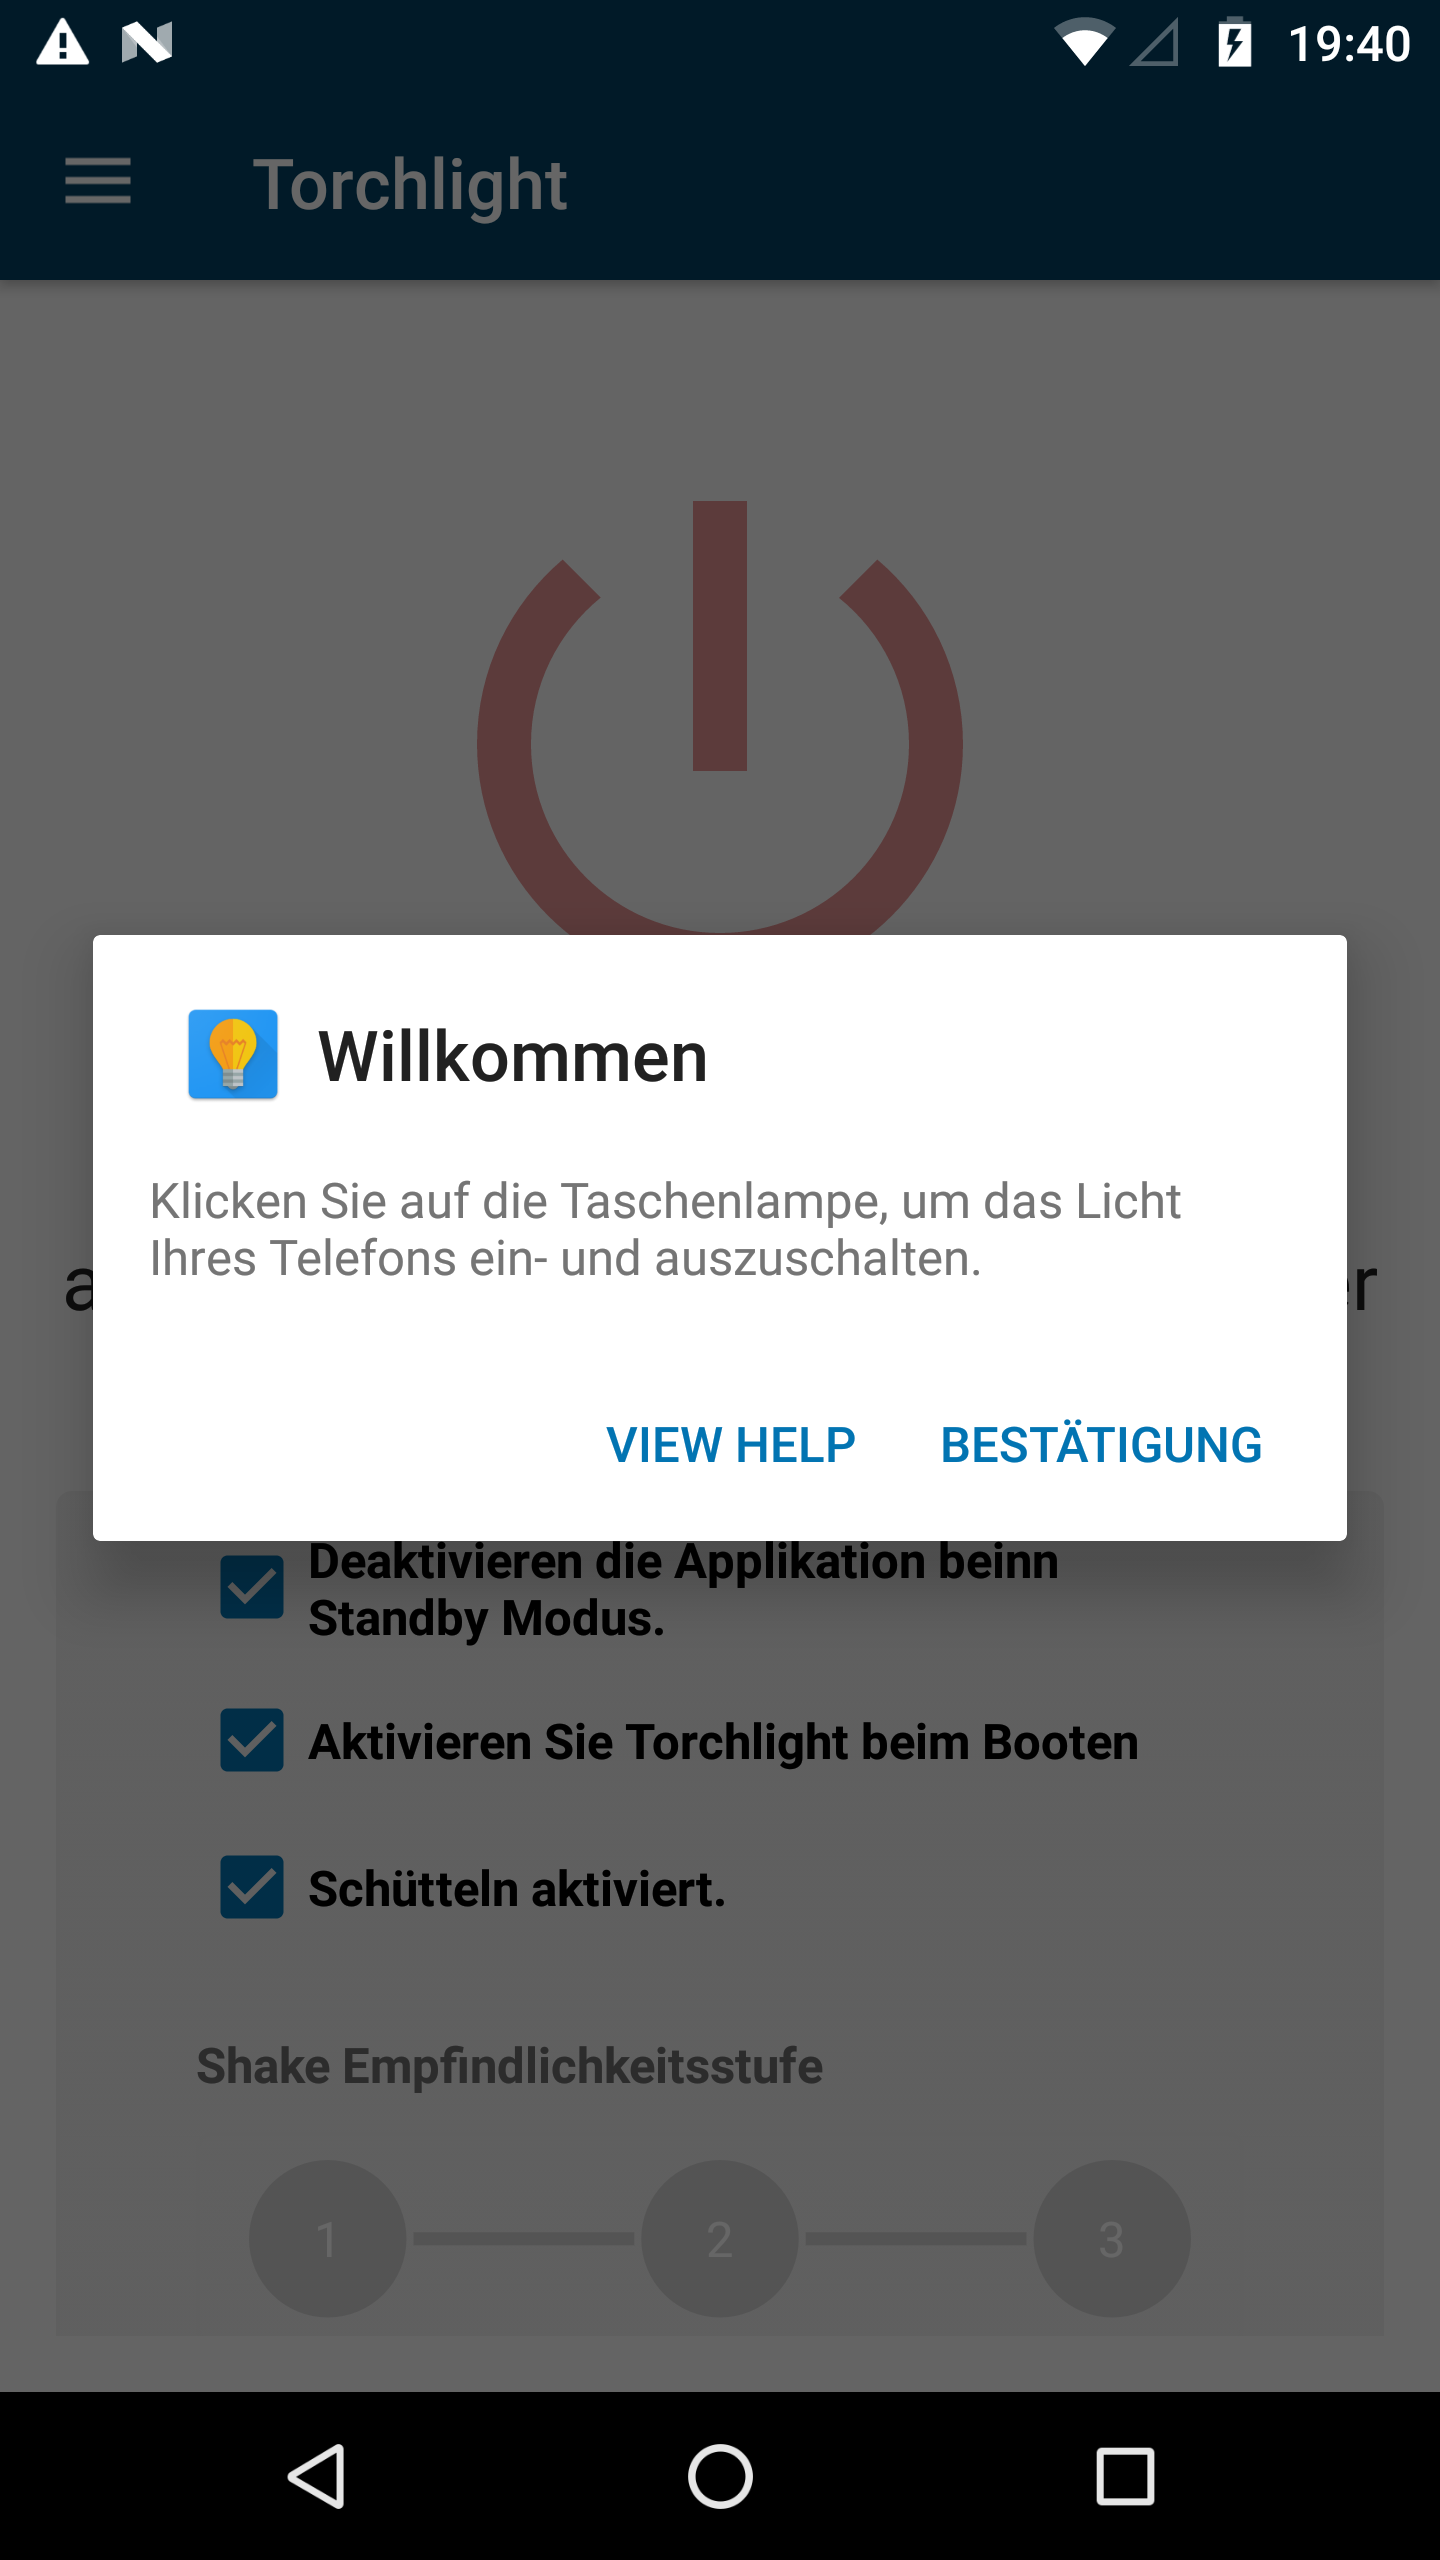 19:40
Torchlight
Willkommen
Klicken Sie auf die Taschenlampe, um das Licht
Ihres Telefons ein- und auszuschalten.
VIEW HELP BESTÄTIGUNG
Deaktivieren die Applikation beinn
Standby Modus.
Aktivieren Sie Torchlight beim Booten
Schütteln aktiviert.
Shake Empfindlichkeitsstufe
1 2 3